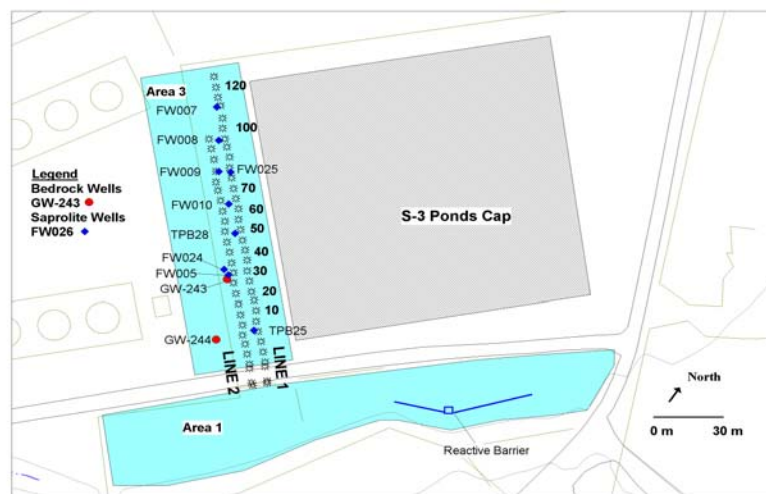 Area 3
120
FW007
100
FW008
FW009
FW025
70
FW010
60
TPB28
50
S-3 Ponds Cap
40
FW024
FW005
30
GW-243
20
10
TPB25
GW-244
LINE 2
LINE 1
Legend
Bedrock Wells
GW-243
Saprolite Wells
FW026
Area 1
Reactive Barrier
North
0 m 30 m